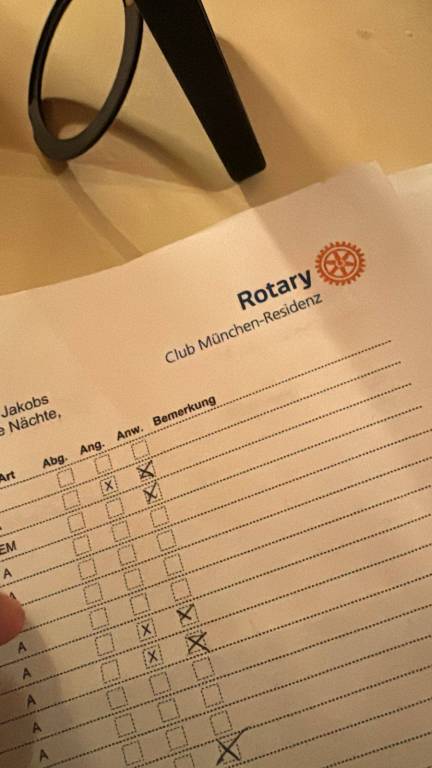 Rotary
Club München-Residenz
Jakobs
e Nächte,
Art Abg. Ang. Anw. Bemerkung
x
x
EM
A
A
x
A
x
A
A
A
A